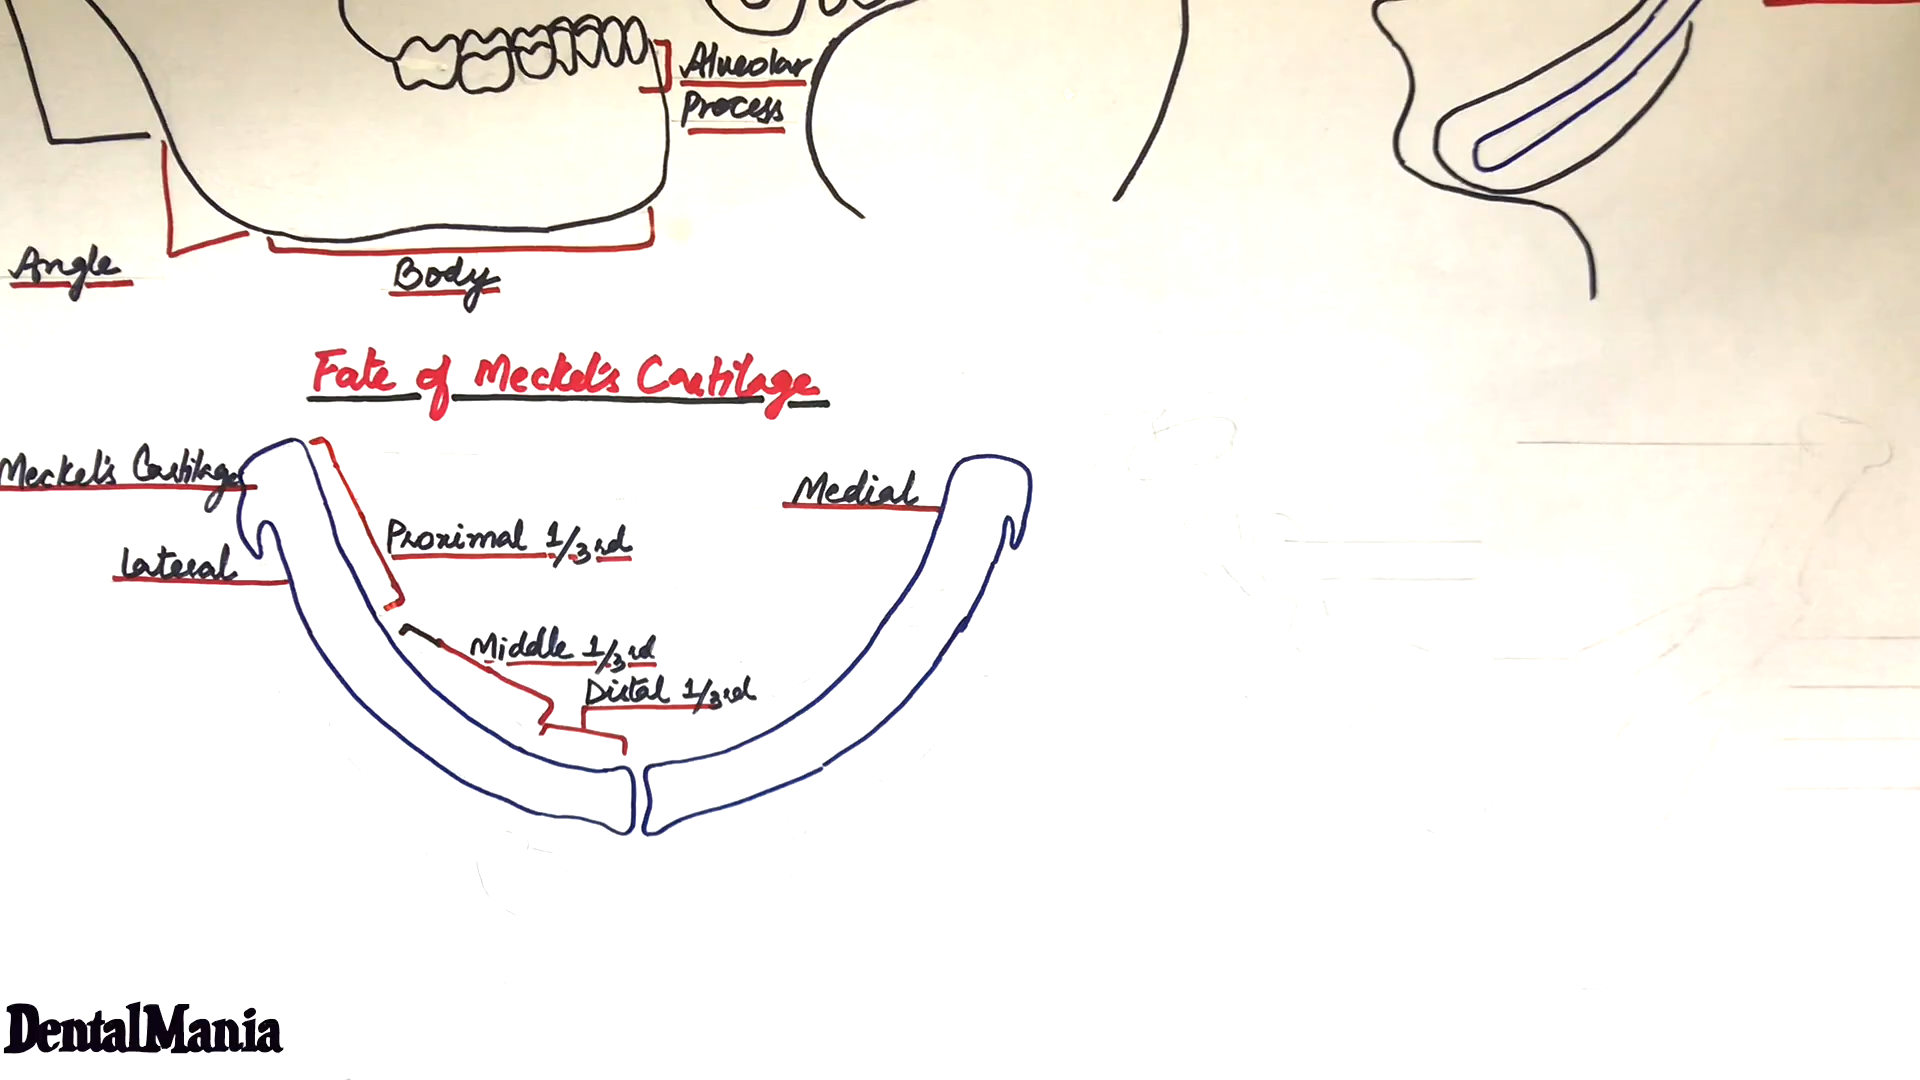 Alveolar
Process
Angle
Body
Fate of Meckel's Cartilage
Meckel's Cartilage
Medial
Lateral
Proximal 1/3rd
Middle 1/3rd
Distal 1/3rd
DentalMania